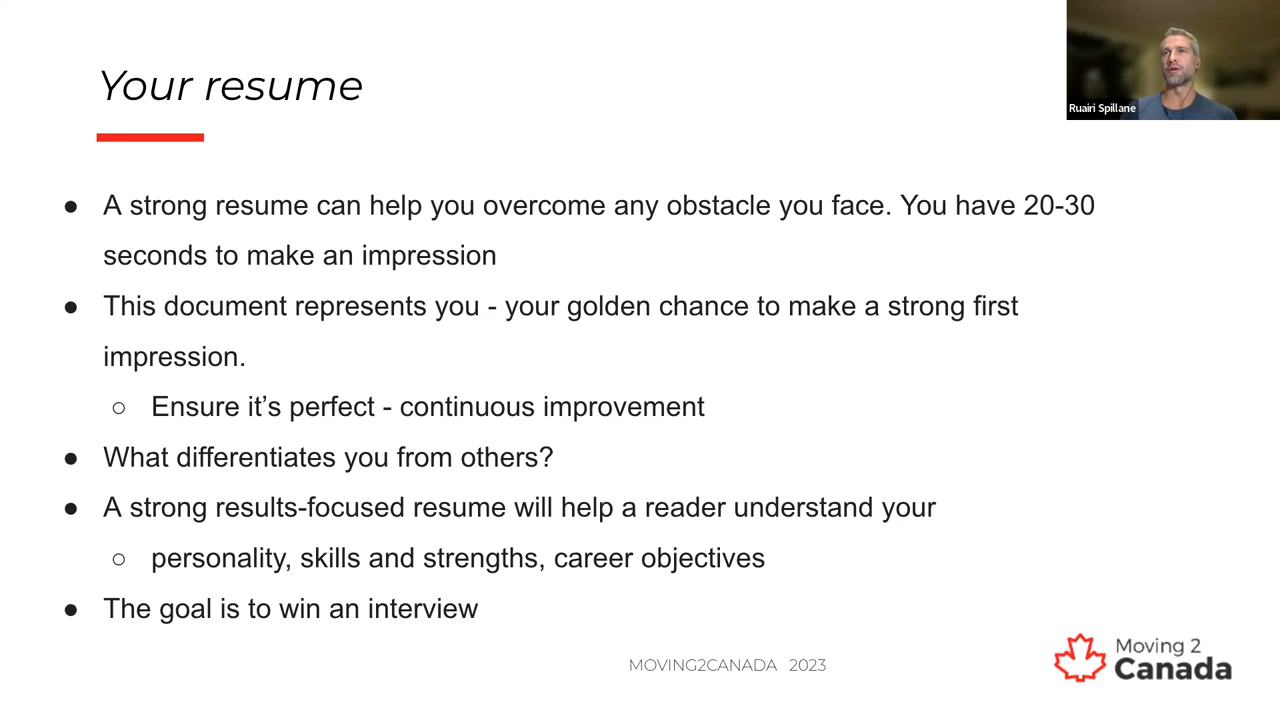 Your resume
Ruairi Spillane
● A strong resume can help you overcome any obstacle you face. You have 20-30
seconds to make an impression
● This document represents you - your golden chance to make a strong first
impression.
○ Ensure it’s perfect - continuous improvement
● What differentiates you from others?
● A strong results-focused resume will help a reader understand your
○ personality, skills and strengths, career objectives
● The goal is to win an interview
MOVING2CANADA 2023
Moving 2
Canada